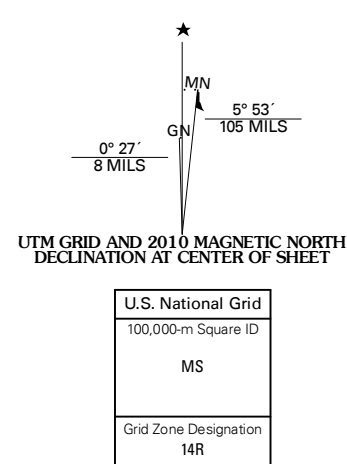 MN
GN
5° 53´
105 MILS
0° 27´
8 MILS
UTM GRID AND 2010 MAGNETIC NORTH
DECLINATION AT CENTER OF SHEET
U.S. National Grid
100,000-m Square ID
MS
Grid Zone Designation
14R